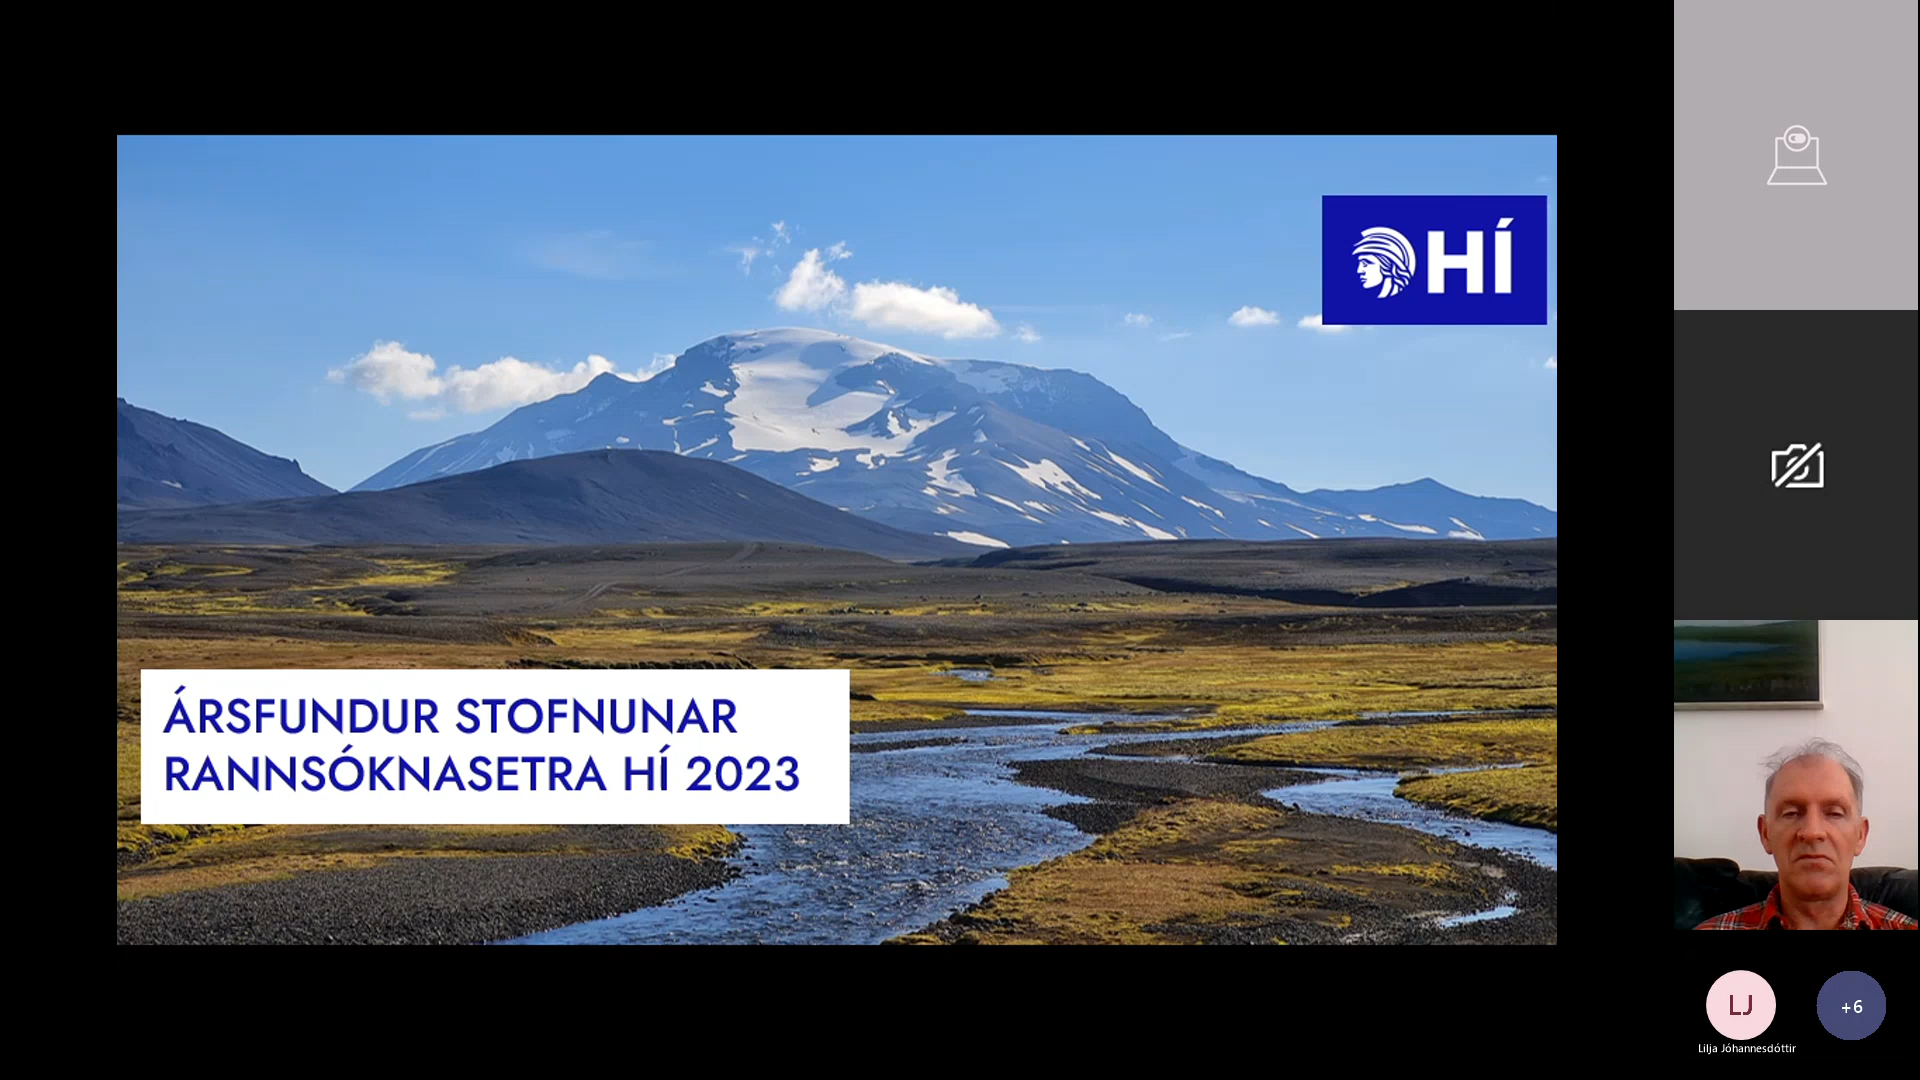 HÍ
ÁRSFUNDUR STOFNUNAR
RANNSÓKNASETRA HÍ 2023
LJ
+6
Lilja Jóhannesdóttir